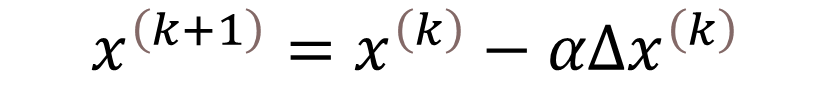 x^(k+1) = x^(k) − αΔx^(k)